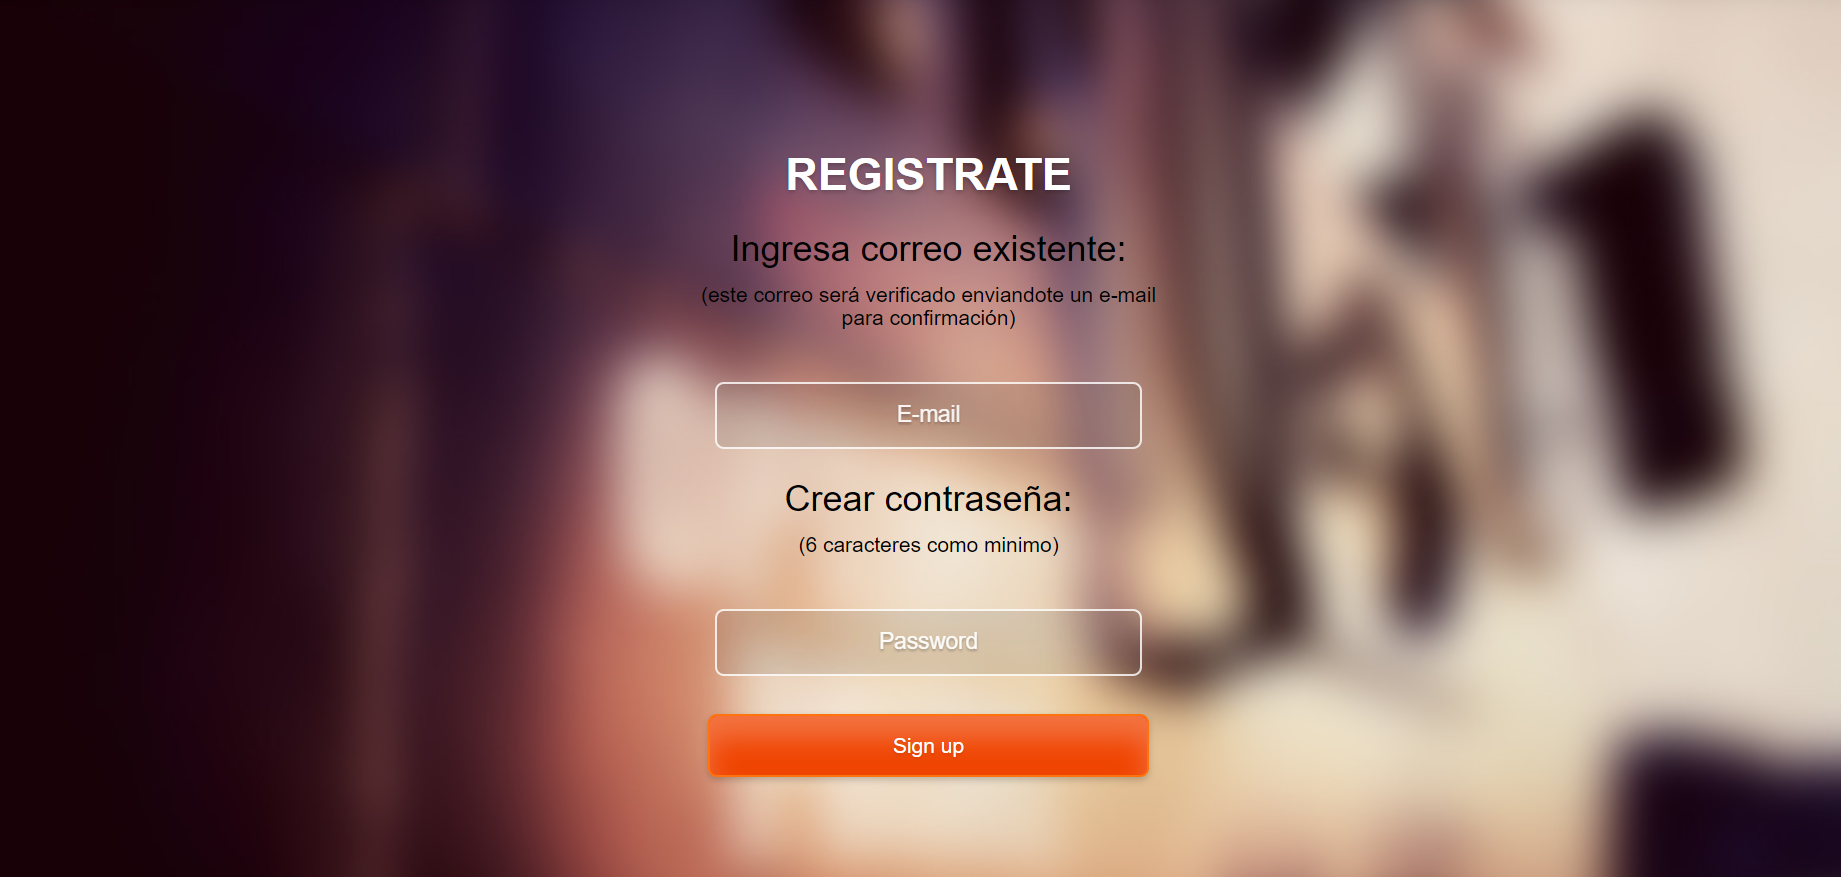 REGISTRATE
Ingresa correo existente:
(este correo será verificado enviandote un e-mail
para confirmación)
E-mail
Crear contraseña:
(6 caracteres como minimo)
Password
Sign up